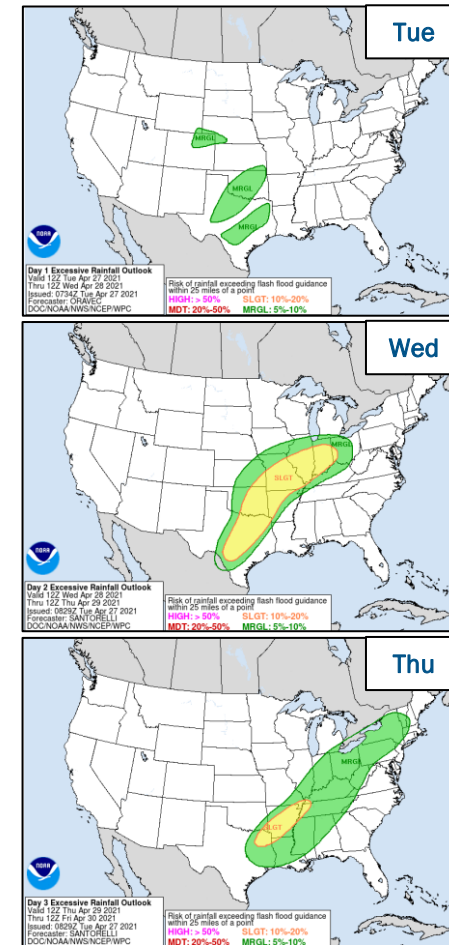 Tue
MRGL
MRGL
MRGL
NOAA
Day 1 Excessive Rainfall Outlook
Valid 12Z Tue Apr 27 2021
Thru 12Z Wed Apr 28 2021
Issued: 0734Z Tue Apr 27 2021
Forecaster: ORAVEC
DOC/NOAA/NWS/NCEP/WPC
Risk of rainfall exceeding flash flood guidance
within 25 miles of a point
HIGH: > 50% SLGT: 10%-20%
MDT: 20%-50% MRGL: 5%-10%
Wed
MRGL
SLGT
NOAA
Day 2 Excessive Rainfall Outlook
Valid 12Z Wed Apr 28 2021
Thru 12Z Thu Apr 29 2021
Issued: 0829Z Tue Apr 27 2021
Forecaster: SANTORELLI
DOC/NOAA/NWS/NCEP/WPC
Risk of rainfall exceeding flash flood guidance
within 25 miles of a point
HIGH: > 50% SLGT: 10%-20%
MDT: 20%-50% MRGL: 5%-10%
Thu
MRGL
SLGT
NOAA
Day 3 Excessive Rainfall Outlook
Valid 12Z Thu Apr 29 2021
Thru 12Z Fri Apr 30 2021
Issued: 0829Z Tue Apr 27 2021
Forecaster: SANTORELLI
DOC/NOAA/NWS/NCEP/WPC
Risk of rainfall exceeding flash flood guidance
within 25 miles of a point
HIGH: > 50% SLGT: 10%-20%
MDT: 20%-50% MRGL: 5%-10%